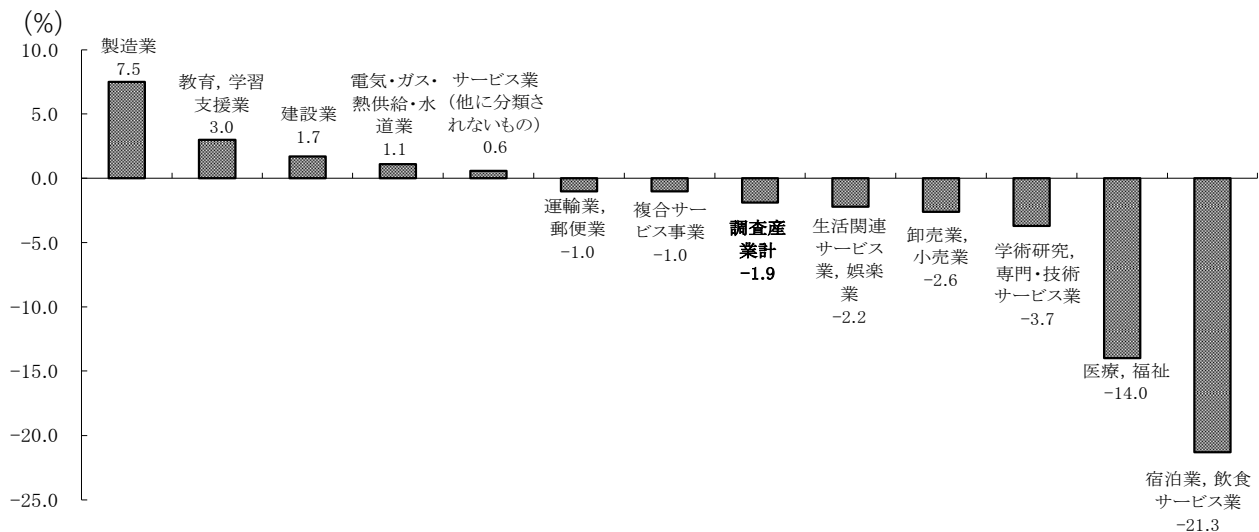 (%)
10.0
5.0
0.0
−5.0
−10.0
−15.0
−20.0
−25.0
製造業
7.5
教育, 学習
支援業
3.0
建設業
1.7
電気・ガス・
熱供給・水
道業
1.1
サービス業
（他に分類さ
れないもの）
0.6
運輸業,
郵便業
−1.0
複合サー
ビス事業
−1.0
調査産
業計
−1.9
生活関連
サービス
業, 娯楽
業
−2.2
卸売業,
小売業
−2.6
学術研究,
専門・技術
サービス業
−3.7
医療, 福祉
−14.0
宿泊業, 飲食
サービス業
−21.3